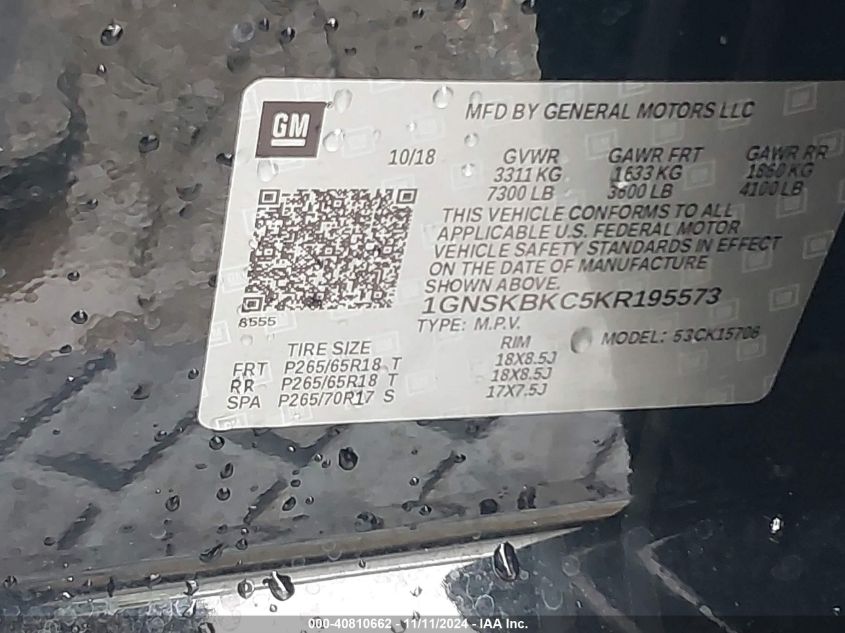 GM
MFD BY GENERAL MOTORS LLC
10/18 GVWR GAWR FRT GAWR RR
3311 KG 1633 KG 1860 KG
7300 LB 3600 LB 4100 LB
THIS VEHICLE CONFORMS TO ALL
APPLICABLE U.S. FEDERAL MOTOR
VEHICLE SAFETY STANDARDS IN EFFECT
ON THE DATE OF MANUFACTURE
SHOWN ABOVE.
1GNSKBKC5KR195573
8555
TYPE: M.P.V. MODEL: 53CK15706
TIRE SIZE RIM
FRT P265/65R18 T 18X8.5J
RR P265/65R18 T 18X8.5J
SPA P265/70R17 S 17X7.5J
000-40810662 - 11/11/2024 - IAA Inc.